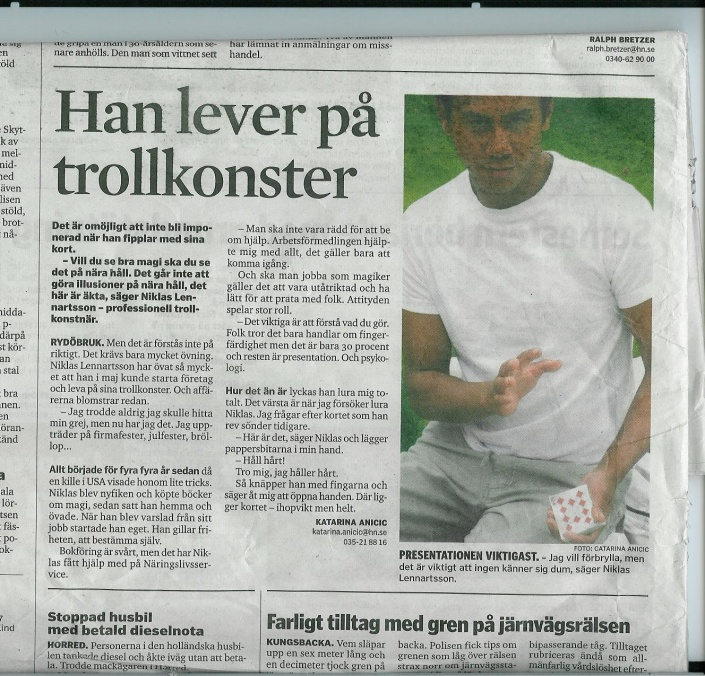 de gripa en man i 30-årsåldern som se-
nare anhölls. Den man som vittnet sett
har lämnat in anmälningar om miss-
handel.
RALPH BRETZER
ralph.bretzer@hn.se
0340-62 90 00
Han lever på
trollkonster
Det är omöjligt att inte bli impo-
nerad när han fipplar med sina
kort.
– Vill du se bra magi ska du se
det på nära håll. Det går inte att
göra illusioner på nära håll, det
här är äkta, säger Niklas Len-
nartsson – professionell troll-
konstnär.
RYDÖBRUK. Men det är förstås inte på
riktigt. Det krävs bara mycket övning.
Niklas Lennartsson har övat så myck-
et att han i maj kunde starta företag
och leva på sina trollkonster. Och affä-
rerna blomstrar redan.
– Jag trodde aldrig jag skulle hitta
min grej, men nu har jag det. Jag upp-
träder på firmafester, julfester, bröl-
lop...
Allt började för fyra fyra år sedan då
en kille i USA visade honom lite tricks.
Niklas blev nyfiken och köpte böcker
om magi, sedan satt han hemma och
övade. När han blev varslad från sitt
jobb startade han eget. Han gillar fri-
heten, att bestämma själv.
Bokföring är svårt, men det har Nik-
las fått hjälp med på Näringslivsser-
vice.
– Man ska inte vara rädd för att be
om hjälp. Arbetsförmedlingen hjälp-
te mig med allt, det gäller bara att
komma igång.
Och ska man jobba som magiker
gäller det att vara utåtriktad och ha
lätt för att prata med folk. Attityden
spelar stor roll.
– Det viktiga är att förstå vad du gör.
Folk tror det bara handlar om finger-
färdighet men det är bara 30 procent
och resten är presentation. Och psyko-
logi.
Hur det än är lyckas han lura mig to-
talt. Det värsta är när jag försöker lura
Niklas. Jag frågar efter kortet som han
rev sönder tidigare.
– Här är det, säger Niklas och lägger
pappersbitarna i min hand.
– Håll hårt!
Tro mig, jag håller hårt.
Så knäpper han med fingrarna och
säger åt mig att öppna handen. Där lig-
ger kortet – ihopvikt men helt.
KATARINA ANICIC
katarina.anicic@hn.se
035-21 88 16
FOTO: CATARINA ANICIC
PRESENTATIONEN VIKTIGAST. – Jag vill förbrylla, men
det är viktigt att ingen känner sig dum, säger Niklas
Lennartsson.
Stoppad husbil
med betald dieselnota
HORRED. Personerna i den holländska husbi-
len tankade diesel och åkte iväg utan att beta-
la. Trodde mackägaren i
Farligt tilltag med gren på järnvägsrälsen
KUNGSBACKA. Vem släpar
upp en sex meter lång och
en decimeter tjock gren på
backa. Polisen fick tips om
grenen som låg över rälsen
strax norr om järnvägssta-
bipasserande tåg. Tilltaget
rubriceras ändå som all-
mänfarlig vårdslöshet efter-